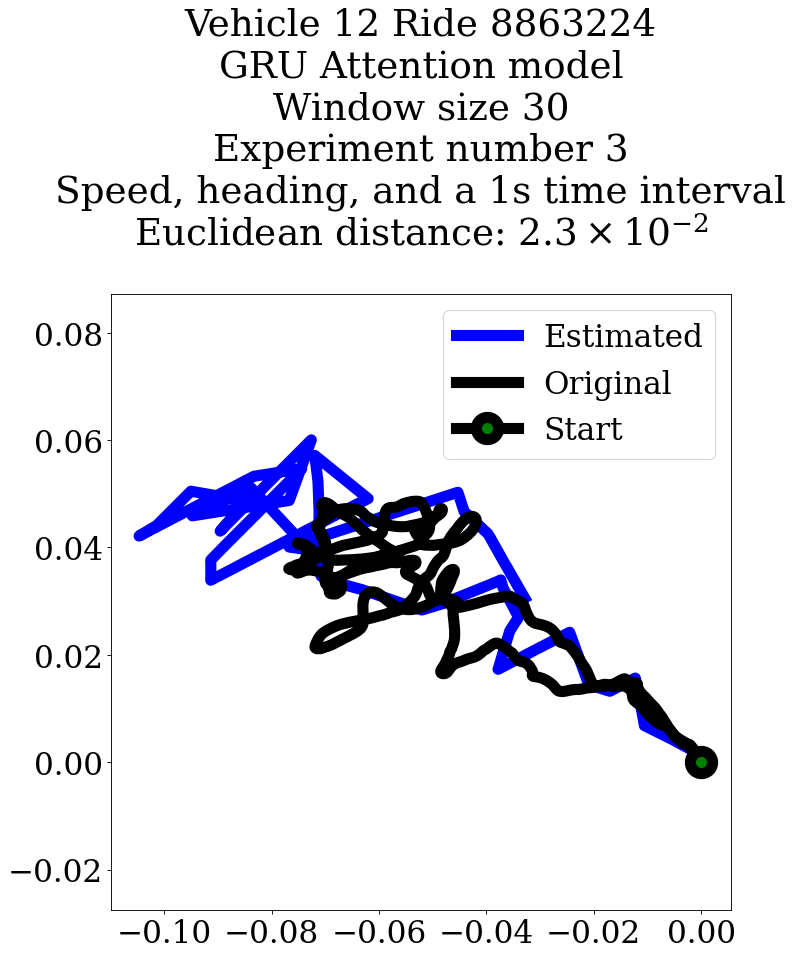 Vehicle 12 Ride 8863224
GRU Attention model
Window size 30
Experiment number 3
Speed, heading, and a 1s time interval
Euclidean distance: 2.3 × 10⁻²
Estimated
Original
Start
0.08
0.06
0.04
0.02
0.00
−0.02
−0.10 −0.08 −0.06 −0.04 −0.02 0.00